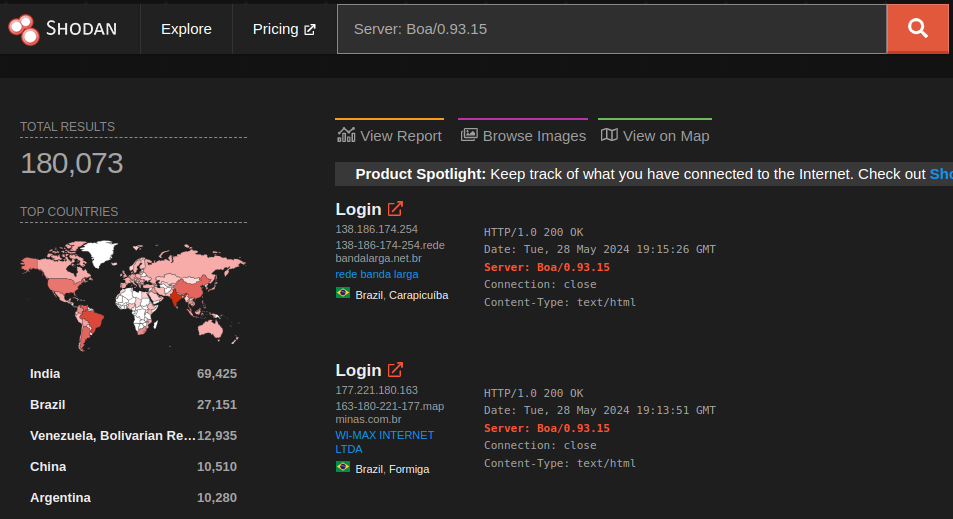 SHODAN Explore Pricing Server: Boa/0.93.15
TOTAL RESULTS
180,073
TOP COUNTRIES
India 69,425
Brazil 27,151
Venezuela, Bolivarian Re... 12,935
China 10,510
Argentina 10,280
View Report Browse Images View on Map
Product Spotlight: Keep track of what you have connected to the Internet. Check out Sho
Login
138.186.174.254
138-186-174-254.rede
bandalarga.net.br
rede banda larga
Brazil, Carapicuíba
HTTP/1.0 200 OK
Date: Tue, 28 May 2024 19:15:26 GMT
Server: Boa/0.93.15
Connection: close
Content-Type: text/html
Login
177.221.180.163
163-180-221-177.map
minas.com.br
WI-MAX INTERNET
LTDA
Brazil, Formiga
HTTP/1.0 200 OK
Date: Tue, 28 May 2024 19:13:51 GMT
Server: Boa/0.93.15
Connection: close
Content-Type: text/html